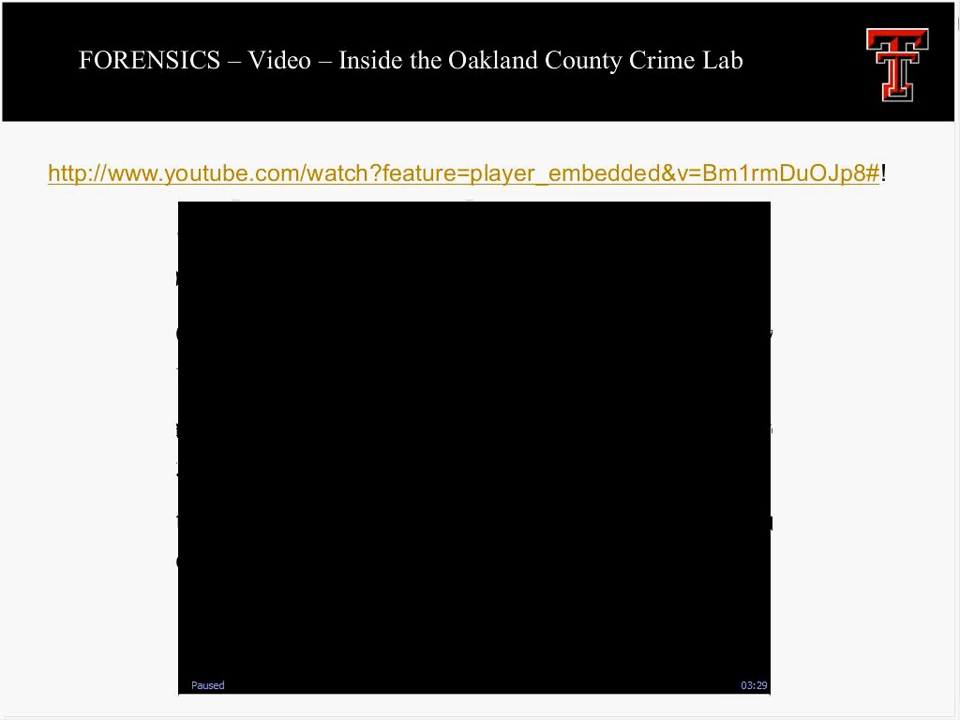 FORENSICS – Video – Inside the Oakland County Crime Lab
http://www.youtube.com/watch?feature=player_embedded&v=Bm1rmDuOJp8#!
Paused 03:29